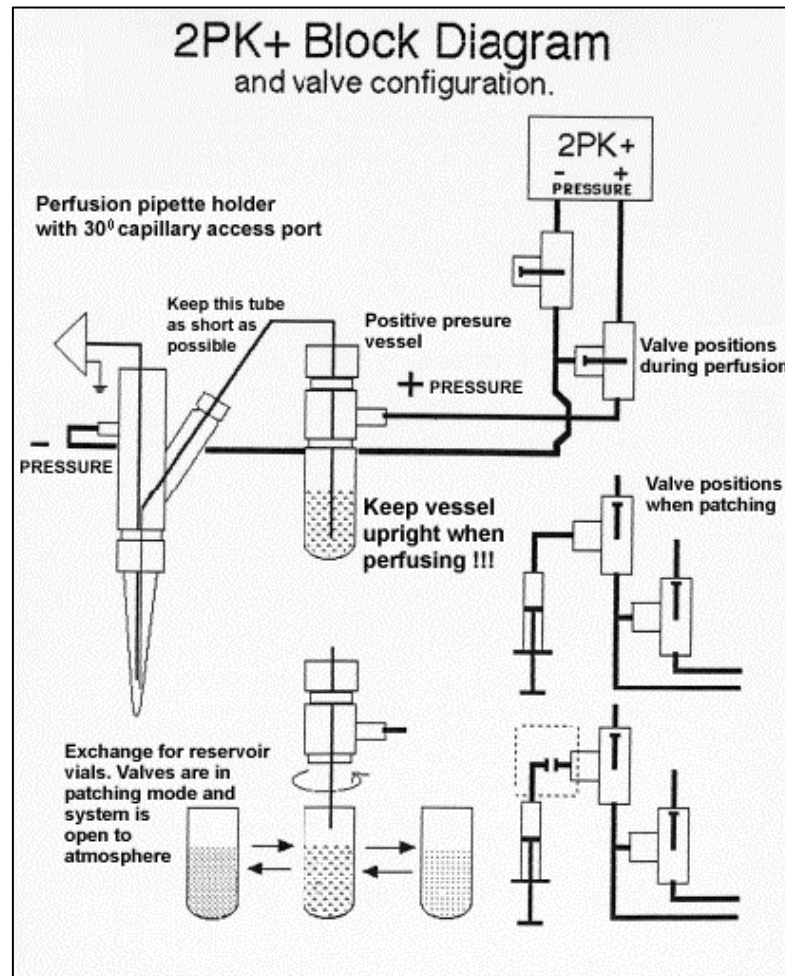 2PK+ Block Diagram
and valve configuration.
2PK+
- +
PRESSURE
Perfusion pipette holder
with 30⁰ capillary access port
Keep this tube
as short as
possible
Positive presure
vessel
+ PRESSURE
Valve positions
during perfusion
-
PRESSURE
Keep vessel
upright when
perfusing !!!
Valve positions
when patching
Exchange for reservoir
vials. Valves are in
patching mode and
system is
open to
atmosphere